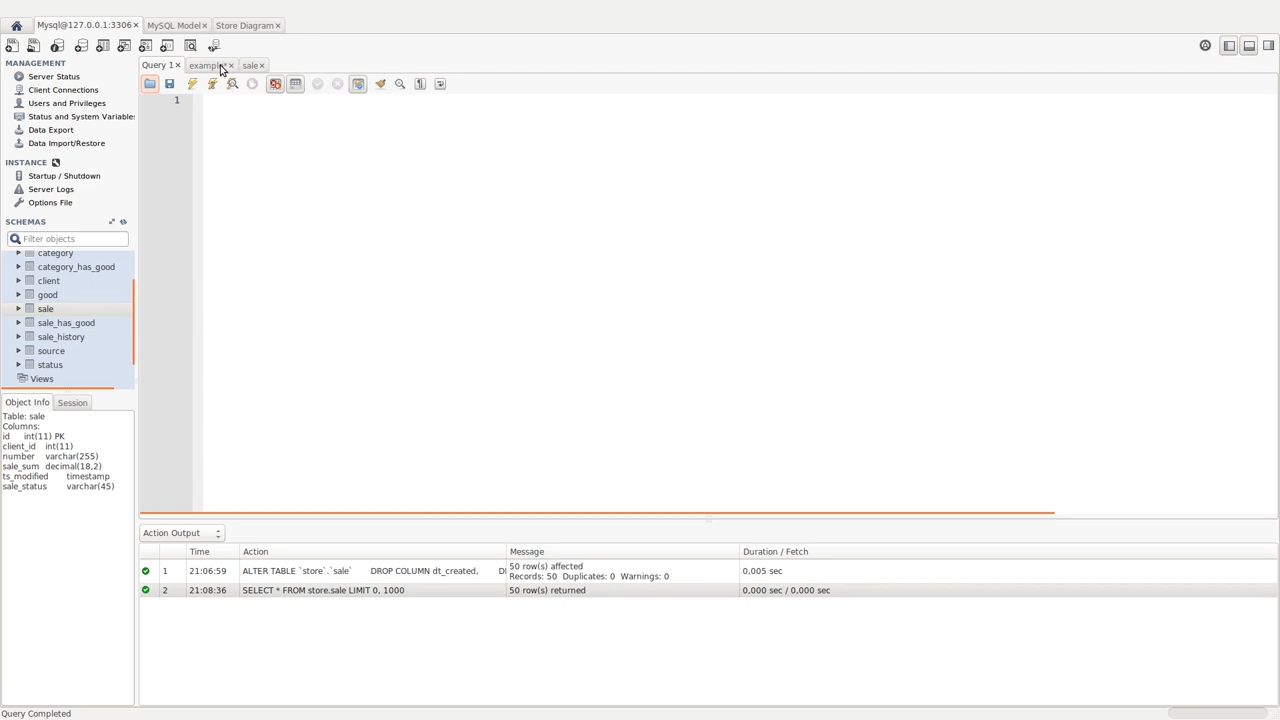 Mysql@127.0.0.1:3306 MySQL Model Store Diagram
MANAGEMENT
Server Status
Client Connections
Users and Privileges
Status and System Variable
Data Export
Data Import/Restore
INSTANCE
Startup / Shutdown
Server Logs
Options File
SCHEMAS
Filter objects
category
category_has_good
client
good
sale
sale_has_good
sale_history
source
status
Views
Object Info Session
Table: sale
Columns:
id int(11) PK
client_id int(11)
number varchar(255)
sale_sum decimal(18,2)
ts_modified timestamp
sale_status varchar(45)
Query 1 sale
1
Action Output
Time Action Message Duration / Fetch
1 21:06:59 ALTER TABLE `store`.`sale` DROP COLUMN dt_created, 50 row(s) affected 0,005 sec
Records: 50 Duplicates: 0 Warnings: 0
2 21:08:36 SELECT * FROM store.sale LIMIT 0, 1000 50 row(s) returned 0,000 sec / 0,000 sec
Query Completed